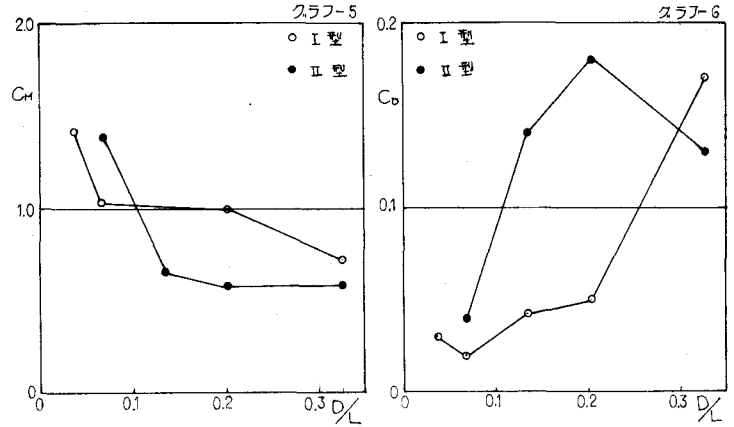 グラフ-5
2.0
○ I 型
● II 型
CM
1.0
0
0 0.1 0.2 0.3 D/L
グラフ-6
0.2
○ I 型
● II 型
CD
0.1
0
0 0.1 0.2 0.3 D/L